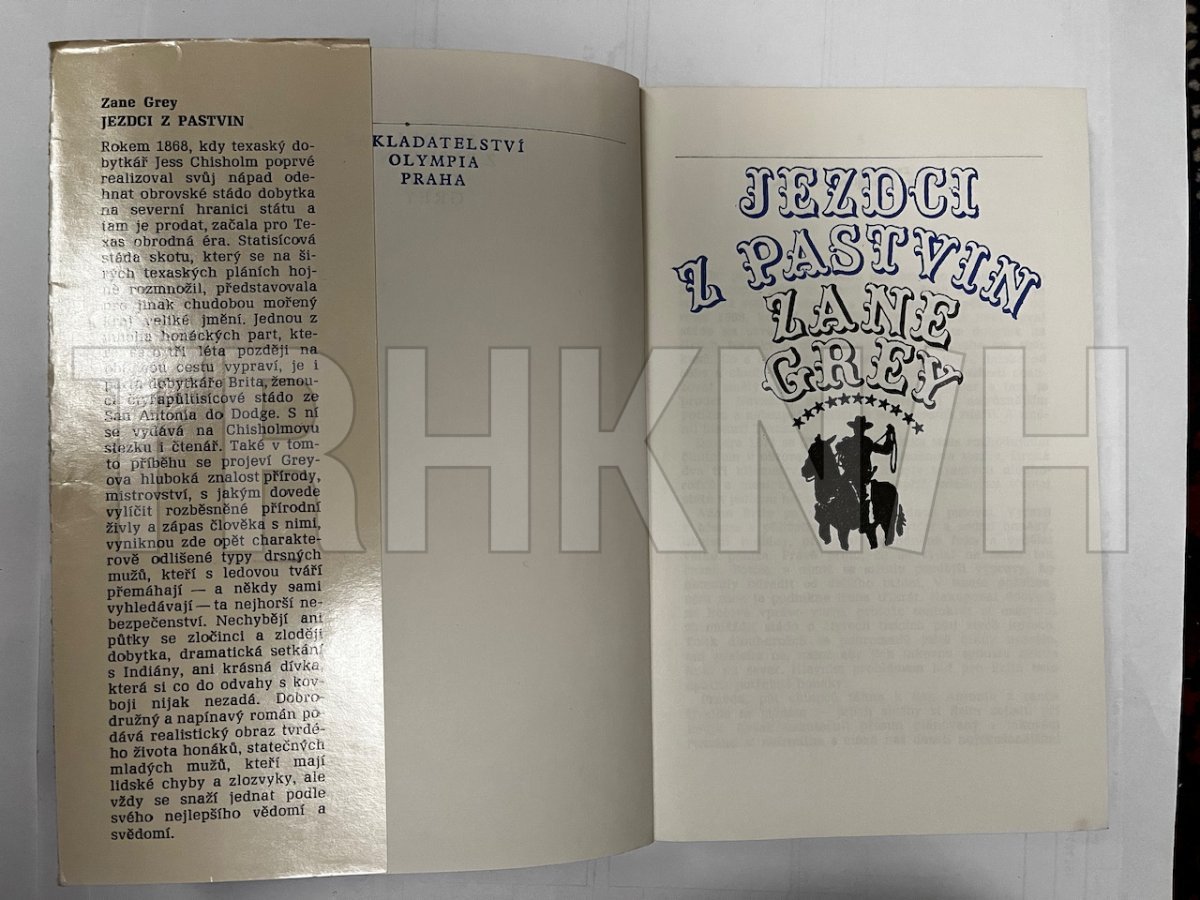 Zane Grey
JEZDCI Z PASTVIN
Rokem 1868, kdy texaský do-
bytkář Jess Chisholm poprvé
realizoval svůj nápad ode-
hnat obrovské stádo dobytka
na severní hranici státu a
tam je prodat, začala pro Te-
xas obrodná éra. Statisícová
stáda skotu, který se na ši-
rých texaských pláních hoj-
ně rozmnožil, představovala
pro jinak chudobou mořený
kraj veliké jmění. Jednou z
mnoha honáckých part, kte-
tři léta později na
cestu vypraví, je i
dobytkáře Brita, ženou-
cí čtyřapůltisícové stádo ze
San Antonia do Dodge. S ní
se vydává na Chisholmovu
stezku i čtenář. Také v tom-
to příběhu se projeví Grey-
ova hluboká znalost přírody,
mistrovství, s jakým dovede
vylíčit rozběsněné přírodní
živly a zápas člověka s nimi,
vyniknou zde opět charakte-
rově odlišené typy drsných
mužů, kteří s ledovou tváří
přemáhají — a někdy sami
vyhledávají — ta nejhorší ne-
bezpečenství. Nechybějí ani
půtky se zločinci a zloději
dobytka, dramatická setkání
s Indiány, ani krásná dívka,
která si co do odvahy s kov-
boji nijak nezadá. Dobro-
družný a napínavý román po-
dává realistický obraz tvrdé-
ho života honáků, statečných
mladých mužů, kteří mají
lidské chyby a zlozvyky, ale
vždy se snaží jednat podle
svého nejlepšího vědomí a
svědomí.
KLADATELSTVÍ
OLYMPIA
PRAHA
JEZDCI
Z PASTVIN
ZANE
GREY
TRHKNIH